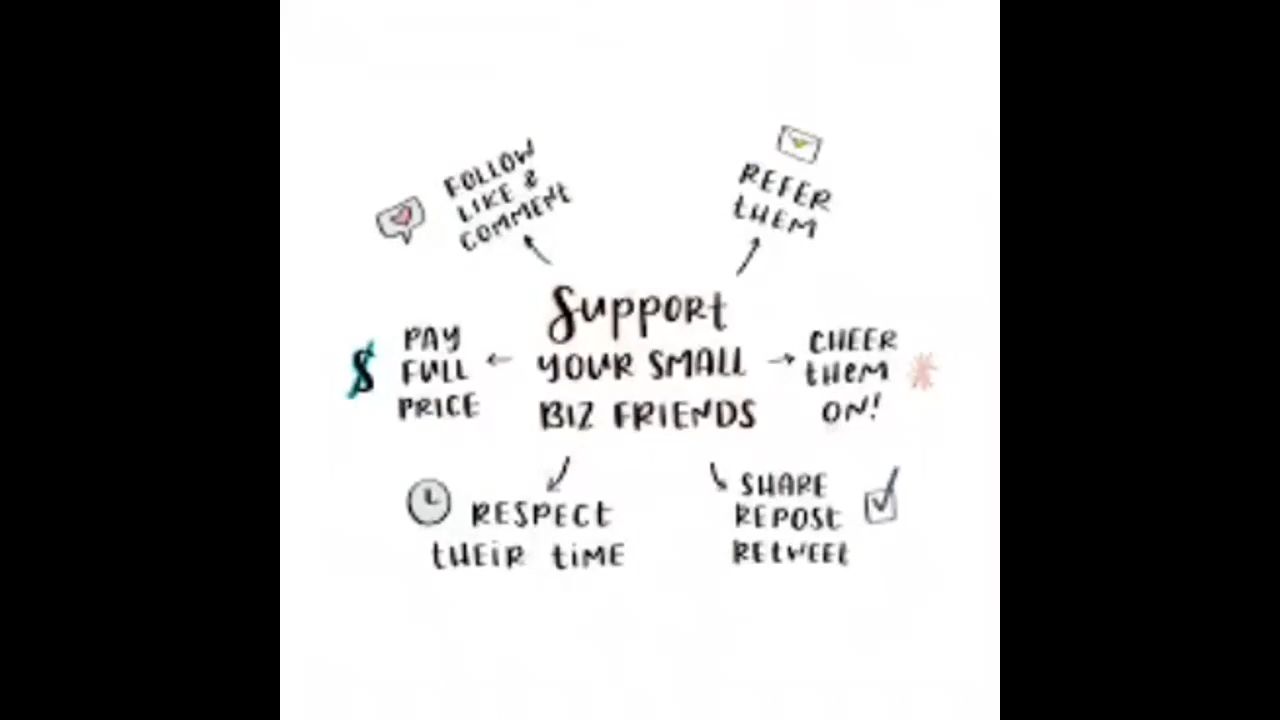 FOLLOW
LIKE &
COMMENT
REFER
THEM
Support
YOUR SMALL
BIZ FRIENDS
PAY
FULL
PRICE
CHEER
THEM
ON!
RESPECT
THEIR TIME
SHARE
REPOST
RETWEET